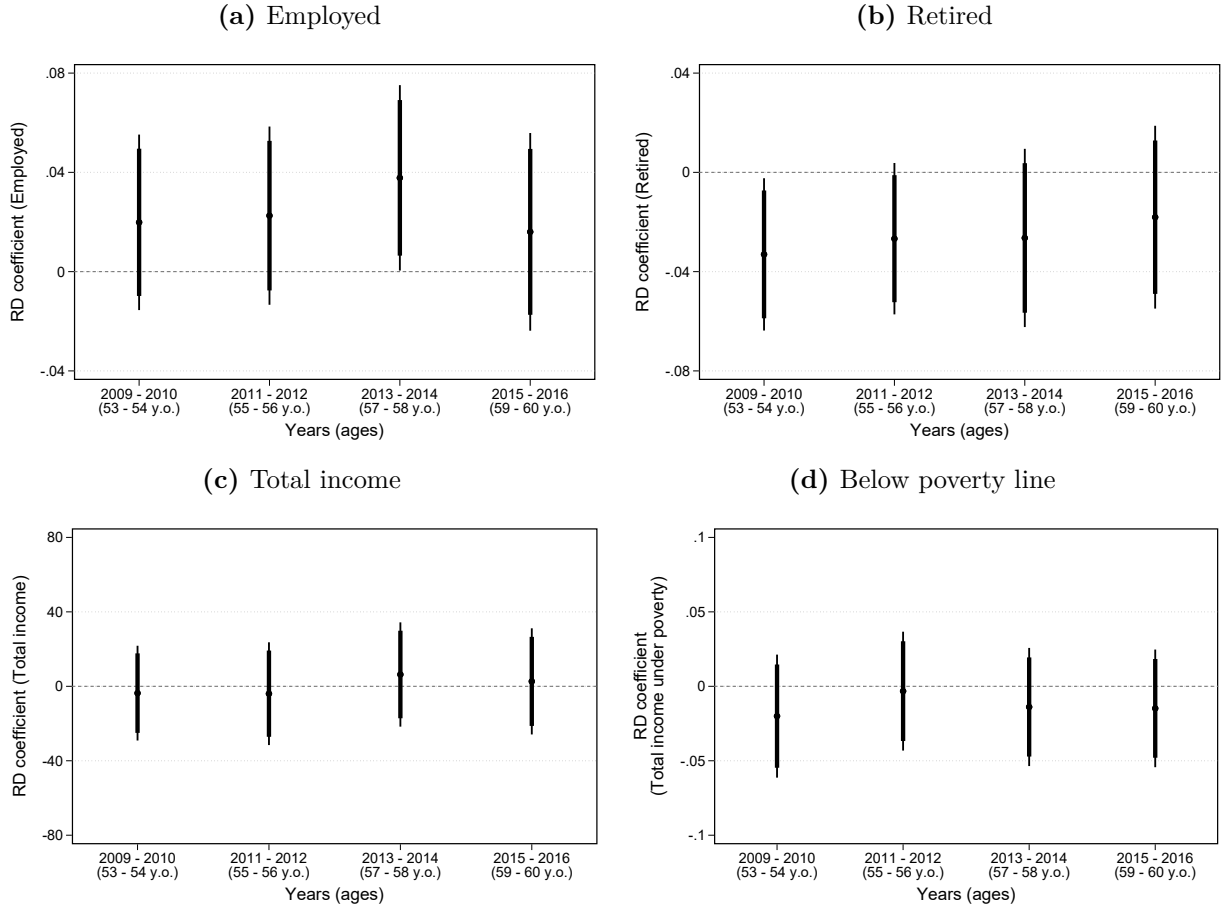 (a) Employed
RD coefficient (Employed)
.08
.04
0
-.04
2009 - 2010
(53 - 54 y.o.)
2011 - 2012
(55 - 56 y.o.)
2013 - 2014
(57 - 58 y.o.)
2015 - 2016
(59 - 60 y.o.)
Years (ages)
(b) Retired
RD coefficient (Retired)
.04
0
-.04
-.08
2009 - 2010
(53 - 54 y.o.)
2011 - 2012
(55 - 56 y.o.)
2013 - 2014
(57 - 58 y.o.)
2015 - 2016
(59 - 60 y.o.)
Years (ages)
(c) Total income
RD coefficient (Total income)
80
40
0
-40
-80
2009 - 2010
(53 - 54 y.o.)
2011 - 2012
(55 - 56 y.o.)
2013 - 2014
(57 - 58 y.o.)
2015 - 2016
(59 - 60 y.o.)
Years (ages)
(d) Below poverty line
RD coefficient
(Total income under poverty)
.1
.05
0
-.05
-.1
2009 - 2010
(53 - 54 y.o.)
2011 - 2012
(55 - 56 y.o.)
2013 - 2014
(57 - 58 y.o.)
2015 - 2016
(59 - 60 y.o.)
Years (ages)